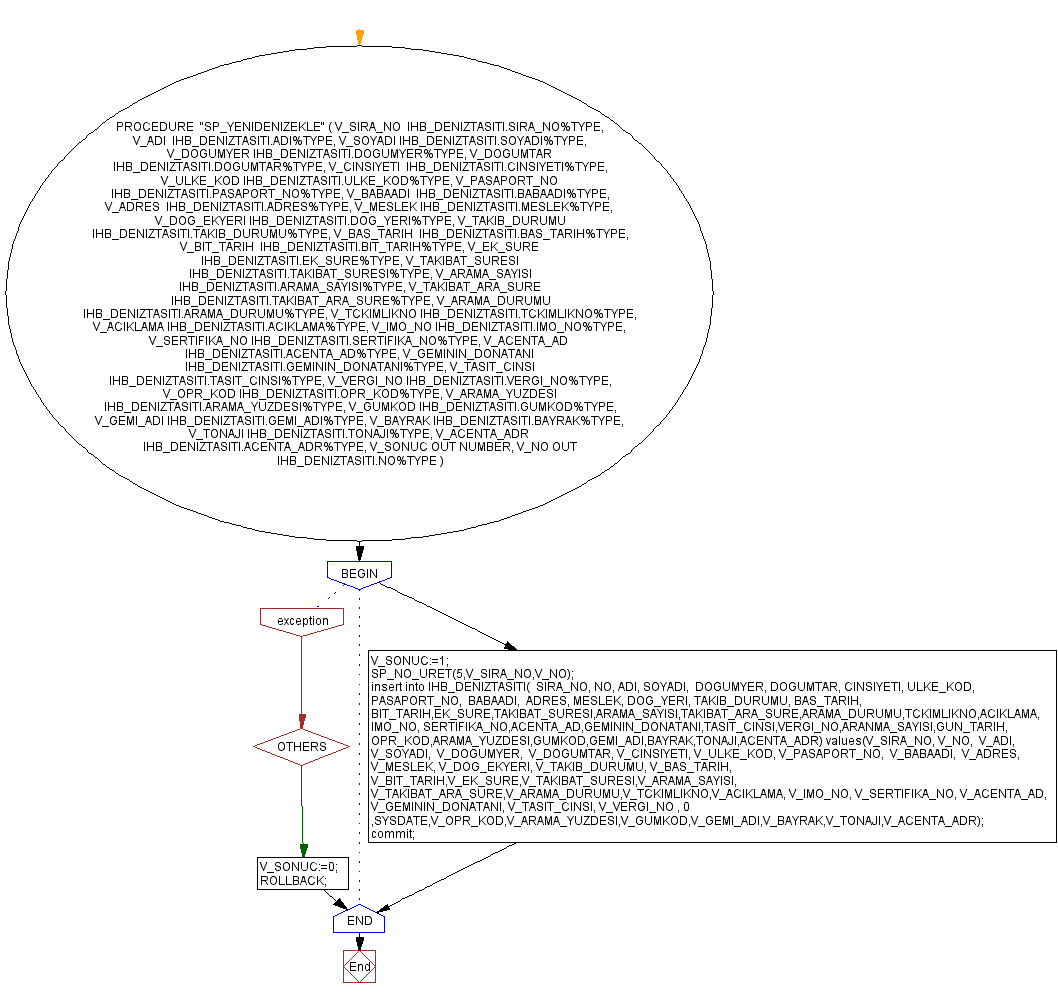 PROCEDURE "SP_YENIDENIZEKLE" ( V_SIRA_NO IHB_DENIZTASITI.SIRA_NO%TYPE,
V_ADI IHB_DENIZTASITI.ADI%TYPE, V_SOYADI IHB_DENIZTASITI.SOYADI%TYPE,
V_DOGUMYER IHB_DENIZTASITI.DOGUMYER%TYPE, V_DOGUMTAR
IHB_DENIZTASITI.DOGUMTAR%TYPE, V_CINSIYETI IHB_DENIZTASITI.CINSIYETI%TYPE,
V_ULKE_KOD IHB_DENIZTASITI.ULKE_KOD%TYPE, V_PASAPORT_NO
IHB_DENIZTASITI.PASAPORT_NO%TYPE, V_BABAADI IHB_DENIZTASITI.BABAADI%TYPE,
V_ADRES IHB_DENIZTASITI.ADRES%TYPE, V_MESLEK IHB_DENIZTASITI.MESLEK%TYPE,
V_DOG_EKYERI IHB_DENIZTASITI.DOG_YERI%TYPE, V_TAKIB_DURUMU
IHB_DENIZTASITI.TAKIB_DURUMU%TYPE, V_BAS_TARIH IHB_DENIZTASITI.BAS_TARIH%TYPE,
V_BIT_TARIH IHB_DENIZTASITI.BIT_TARIH%TYPE, V_EK_SURE
IHB_DENIZTASITI.EK_SURE%TYPE, V_TAKIBAT_SURESI
IHB_DENIZTASITI.TAKIBAT_SURESI%TYPE, V_ARAMA_SAYISI
IHB_DENIZTASITI.ARAMA_SAYISI%TYPE, V_TAKIBAT_ARA_SURE
IHB_DENIZTASITI.TAKIBAT_ARA_SURE%TYPE, V_ARAMA_DURUMU
IHB_DENIZTASITI.ARAMA_DURUMU%TYPE, V_TCKIMLIKNO IHB_DENIZTASITI.TCKIMLIKNO%TYPE,
V_ACIKLAMA IHB_DENIZTASITI.ACIKLAMA%TYPE, V_IMO_NO IHB_DENIZTASITI.IMO_NO%TYPE,
V_SERTIFIKA_NO IHB_DENIZTASITI.SERTIFIKA_NO%TYPE, V_ACENTA_AD
IHB_DENIZTASITI.ACENTA_AD%TYPE, V_GEMININ_DONATANI
IHB_DENIZTASITI.GEMININ_DONATANI%TYPE, V_TASIT_CINSI
IHB_DENIZTASITI.TASIT_CINSI%TYPE, V_VERGI_NO IHB_DENIZTASITI.VERGI_NO%TYPE,
V_OPR_KOD IHB_DENIZTASITI.OPR_KOD%TYPE, V_ARAMA_YUZDESI
IHB_DENIZTASITI.ARAMA_YUZDESI%TYPE, V_GUMKOD IHB_DENIZTASITI.GUMKOD%TYPE,
V_GEMI_ADI IHB_DENIZTASITI.GEMI_ADI%TYPE, V_BAYRAK IHB_DENIZTASITI.BAYRAK%TYPE,
V_TONAJI IHB_DENIZTASITI.TONAJI%TYPE, V_ACENTA_ADR
IHB_DENIZTASITI.ACENTA_ADR%TYPE, V_SONUC OUT NUMBER, V_NO OUT
IHB_DENIZTASITI.NO%TYPE )
BEGIN
exception
V_SONUC:=1;
SP_NO_URET(5,V_SIRA_NO,V_NO);
insert into IHB_DENIZTASITI( SIRA_NO, NO, ADI, SOYADI, DOGUMYER, DOGUMTAR, CINSIYETI, ULKE_KOD,
PASAPORT_NO, BABAADI, ADRES, MESLEK, DOG_YERI, TAKIB_DURUMU, BAS_TARIH,
BIT_TARIH,EK_SURE,TAKIBAT_SURESI,ARAMA_SAYISI,TAKIBAT_ARA_SURE,ARAMA_DURUMU,TCKIMLIKNO,ACIKLAMA,
IMO_NO, SERTIFIKA_NO,ACENTA_AD,GEMININ_DONATANI,TASIT_CINSI,VERGI_NO,ARANMA_SAYISI,GUN_TARIH,
OPR_KOD,ARAMA_YUZDESI,GUMKOD,GEMI_ADI,BAYRAK,TONAJI,ACENTA_ADR) values(V_SIRA_NO, V_NO, V_ADI,
V_SOYADI, V_DOGUMYER, V_DOGUMTAR, V_CINSIYETI, V_ULKE_KOD, V_PASAPORT_NO, V_BABAADI, V_ADRES,
V_MESLEK, V_DOG_EKYERI, V_TAKIB_DURUMU, V_BAS_TARIH,
V_BIT_TARIH,V_EK_SURE,V_TAKIBAT_SURESI,V_ARAMA_SAYISI,
V_TAKIBAT_ARA_SURE,V_ARAMA_DURUMU,V_TCKIMLIKNO,V_ACIKLAMA, V_IMO_NO, V_SERTIFIKA_NO, V_ACENTA_AD,
V_GEMININ_DONATANI, V_TASIT_CINSI, V_VERGI_NO , 0
,SYSDATE,V_OPR_KOD,V_ARAMA_YUZDESI,V_GUMKOD,V_GEMI_ADI,V_BAYRAK,V_TONAJI,V_ACENTA_ADR);
commit;
OTHERS
V_SONUC:=0;
ROLLBACK;
END
End